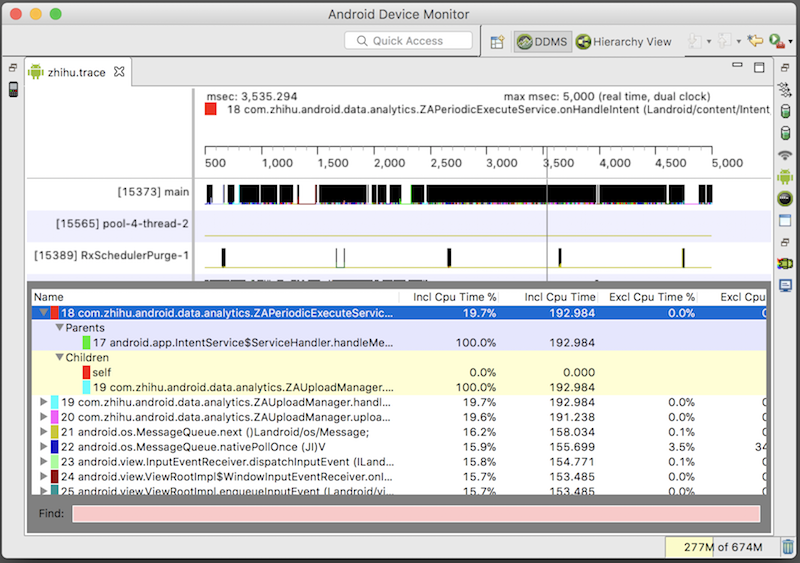 Android Device Monitor
Quick Access
DDMS
Hierarchy View
zhihu.trace
msec: 3,535.294 max msec: 5,000 (real time, dual clock)
18 com.zhihu.android.data.analytics.ZAPeriodicExecuteService.onHandleIntent (Landroid/content/Intent
500 1,000 1,500 2,000 2,500 3,000 3,500 4,000 4,500 5,000
[15373] main
[15565] pool-4-thread-2
[15389] RxSchedulerPurge-1
Name Incl Cpu Time % Incl Cpu Time Excl Cpu Time % Excl Cpu
18 com.zhihu.android.data.analytics.ZAPeriodicExecuteServic... 19.7% 192.984 0.0% 0
Parents
17 android.app.IntentService$ServiceHandler.handleMe... 100.0% 192.984
Children
self 0.0% 0.000
19 com.zhihu.android.data.analytics.ZAUploadManager.... 100.0% 192.984
19 com.zhihu.android.data.analytics.ZAUploadManager.handl... 19.7% 192.984 0.0% 0
20 com.zhihu.android.data.analytics.ZAUploadManager.uploa... 19.6% 191.238 0.0% 0
21 android.os.MessageQueue.next ()Landroid/os/Message; 16.2% 158.034 0.1%
22 android.os.MessageQueue.nativePollOnce (JI)V 15.9% 155.699 3.5% 34
23 android.view.InputEventReceiver.dispatchInputEvent (ILand... 15.8% 154.771 0.1%
24 android.view.ViewRootImpl$WindowInputEventReceiver.on... 15.7% 153.485 0.0% 0
25 android.view.ViewRootImpl.enqueueInputEvent (Landroid/vi... 15.7% 153.485 0.0%
Find:
277M of 674M